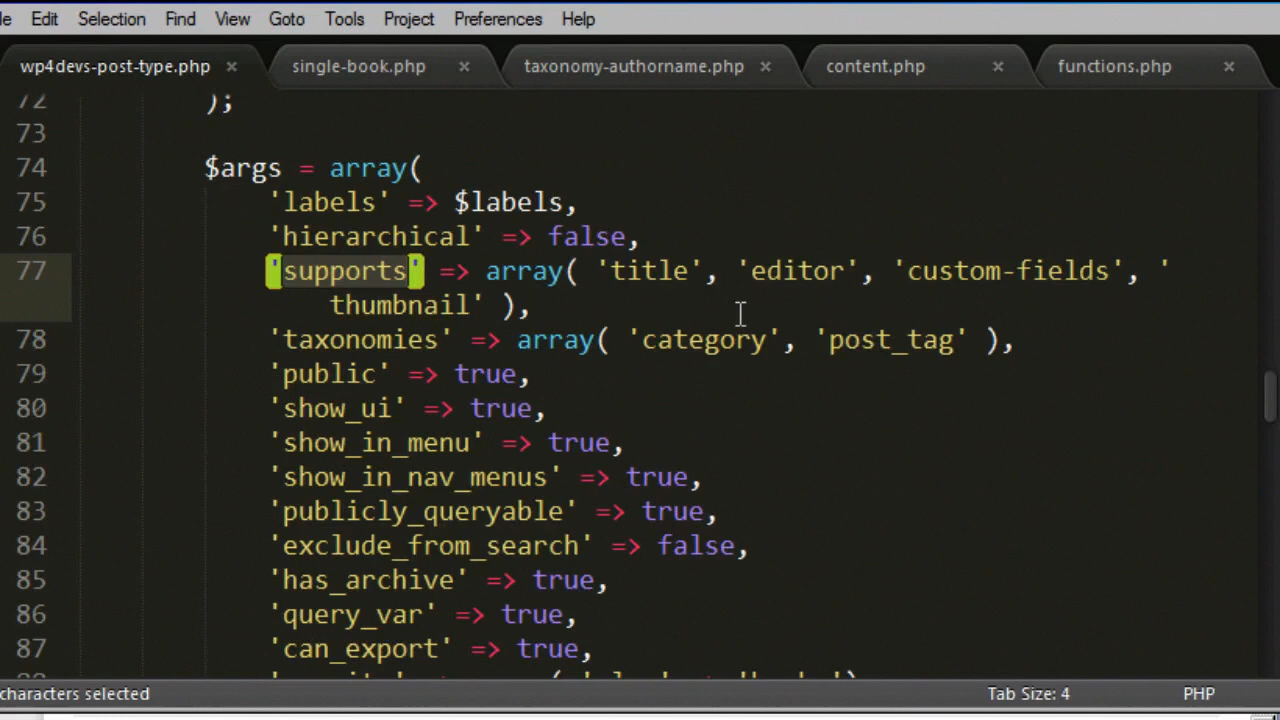 Edit Selection Find View Goto Tools Project Preferences Help
wp4devs-post-type.php × single-book.php × taxonomy-authorname.php × content.php × functions.php ×
72 );
73
74 $args = array(
75 'labels' => $labels,
76 'hierarchical' => false,
77 'supports' => array( 'title', 'editor', 'custom-fields', '
thumbnail' ),
78 'taxonomies' => array( 'category', 'post_tag' ),
79 'public' => true,
80 'show_ui' => true,
81 'show_in_menu' => true,
82 'show_in_nav_menus' => true,
83 'publicly_queryable' => true,
84 'exclude_from_search' => false,
85 'has_archive' => true,
86 'query_var' => true,
87 'can_export' => true,
characters selected Tab Size: 4 PHP